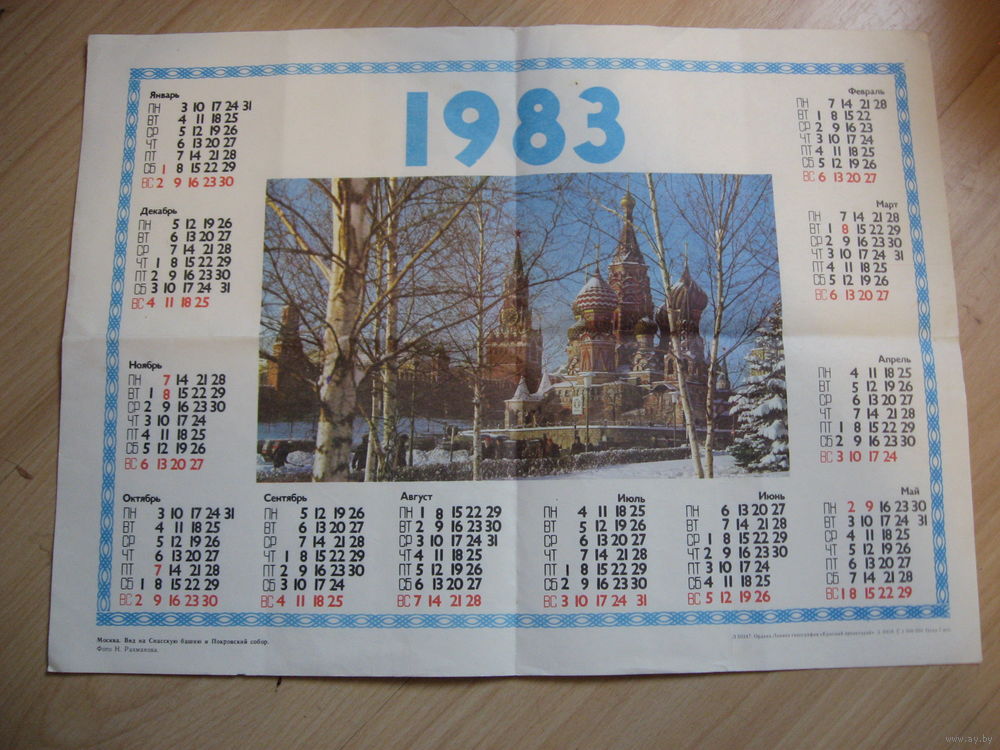 1983
Январь
ПН 3 10 17 24 31
ВТ 4 11 18 25
СР 5 12 19 26
ЧТ 6 13 20 27
ПТ 7 14 21 28
СБ 1 8 15 22 29
ВС 2 9 16 23 30
Февраль
ПН 7 14 21 28
ВТ 1 8 15 22
СР 2 9 16 23
ЧТ 3 10 17 24
ПТ 4 11 18 25
СБ 5 12 19 26
ВС 6 13 20 27
Декабрь
ПН 5 12 19 26
ВТ 6 13 20 27
СР 7 14 21 28
ЧТ 1 8 15 22 29
ПТ 2 9 16 23 30
СБ 3 10 17 24 31
ВС 4 11 18 25
Март
ПН 7 14 21 28
ВТ 1 8 15 22 29
СР 2 9 16 23 30
ЧТ 3 10 17 24 31
ПТ 4 11 18 25
СБ 5 12 19 26
ВС 6 13 20 27
Ноябрь
ПН 7 14 21 28
ВТ 1 8 15 22 29
СР 2 9 16 23 30
ЧТ 3 10 17 24
ПТ 4 11 18 25
СБ 5 12 19 26
ВС 6 13 20 27
Апрель
ПН 4 11 18 25
ВТ 5 12 19 26
СР 6 13 20 27
ЧТ 7 14 21 28
ПТ 1 8 15 22 29
СБ 2 9 16 23 30
ВС 3 10 17 24
Октябрь
ПН 3 10 17 24 31
ВТ 4 11 18 25
СР 5 12 19 26
ЧТ 6 13 20 27
ПТ 7 14 21 28
СБ 1 8 15 22 29
ВС 2 9 16 23 30
Сентябрь
ПН 5 12 19 26
ВТ 6 13 20 27
СР 7 14 21 28
ЧТ 1 8 15 22 29
ПТ 2 9 16 23 30
СБ 3 10 17 24
ВС 4 11 18 25
Август
ПН 1 8 15 22 29
ВТ 2 9 16 23 30
СР 3 10 17 24 31
ЧТ 4 11 18 25
ПТ 5 12 19 26
СБ 6 13 20 27
ВС 7 14 21 28
Июль
ПН 4 11 18 25
ВТ 5 12 19 26
СР 6 13 20 27
ЧТ 7 14 21 28
ПТ 1 8 15 22 29
СБ 2 9 16 23 30
ВС 3 10 17 24 31
Июнь
ПН 6 13 20 27
ВТ 7 14 21 28
СР 1 8 15 22 29
ЧТ 2 9 16 23 30
ПТ 3 10 17 24
СБ 4 11 18 25
ВС 5 12 19 26
Май
ПН 2 9 16 23 30
ВТ 3 10 17 24 31
СР 4 11 18 25
ЧТ 5 12 19 26
ПТ 6 13 20 27
СБ 7 14 21 28
ВС 1 8 15 22 29
Москва. Вид на Спасскую башню и Покровский собор.
Фото Н. Рахманова.
Ордена Ленина типография «Красный пролетарий»
www.ay.by